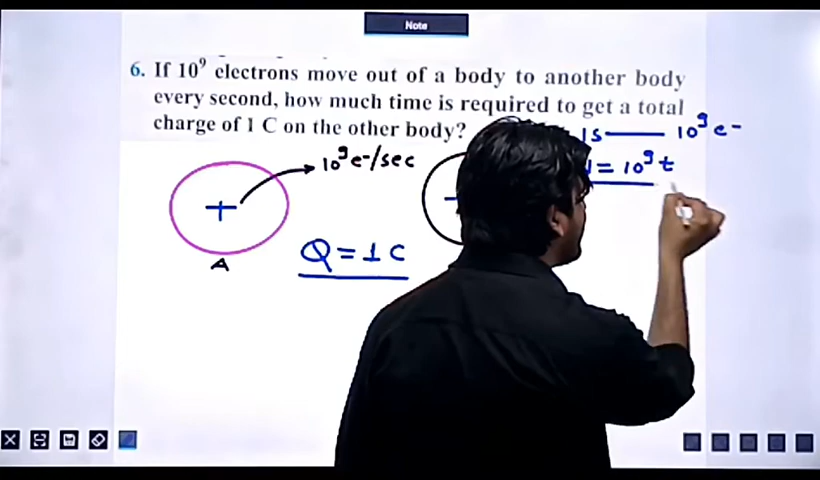 Note
6. If 10⁹ electrons move out of a body to another body
every second, how much time is required to get a total
charge of 1 C on the other body?
1s —— 10⁹ e-
= 10⁹ t
10⁹e-/sec
+
A
Q = 1 C